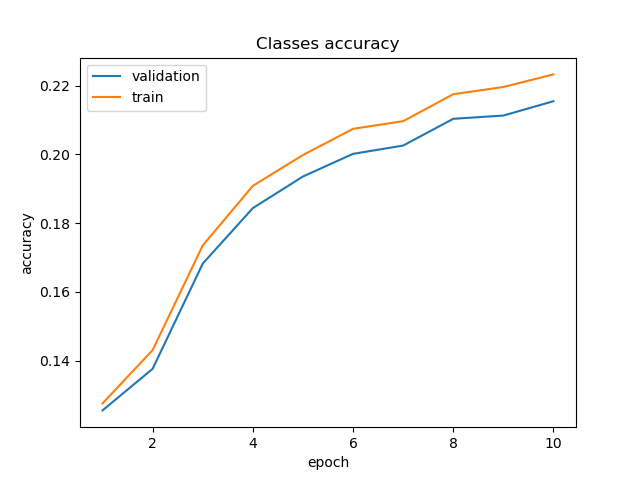 Classes accuracy
validation
train
accuracy
0.22
0.20
0.18
0.16
0.14
2 4 6 8 10
epoch